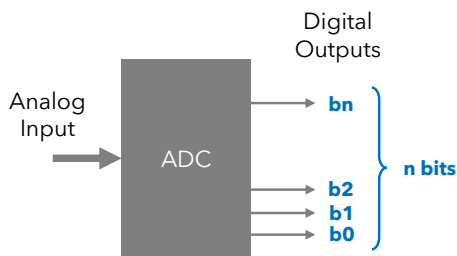 Digital
Outputs
Analog
Input
ADC
bn
n bits
b2
b1
b0